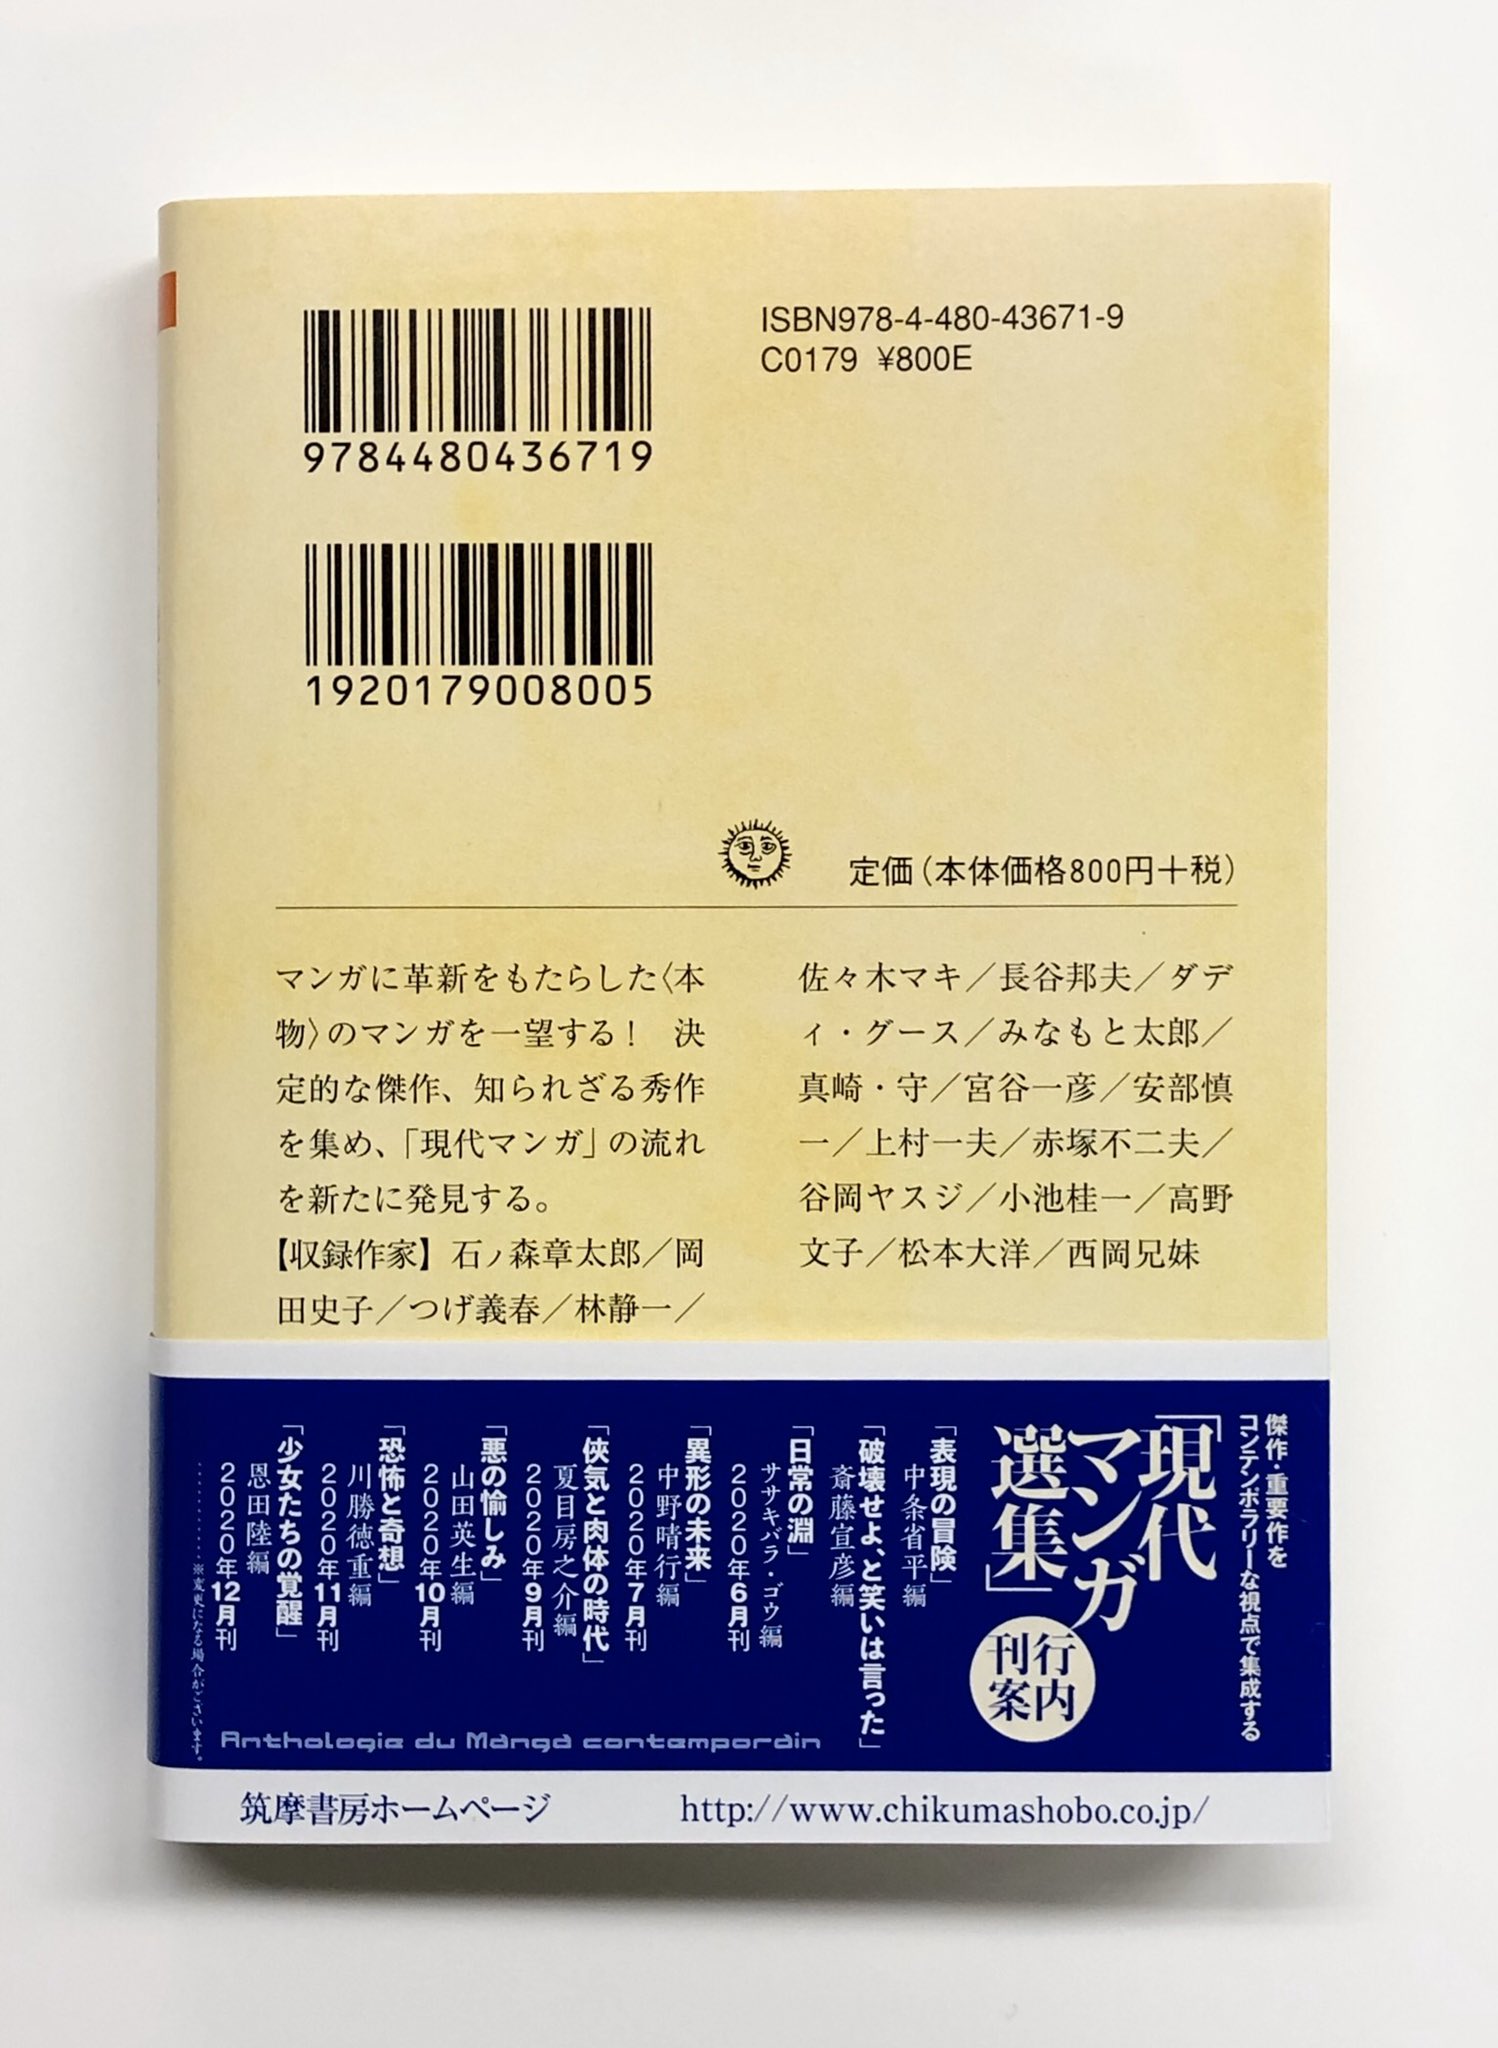 9784480436719
1920179008005
ISBN978-4-480-43671-9
C0179 ¥800E
定価(本体価格800円+税)
マンガに革新をもたらした〈本
物〉のマンガを一望する! 決
定的な傑作、知られざる秀作
を集め、「現代マンガ」の流れ
を新たに発見する。
【収録作家】石ノ森章太郎/岡
田史子/つげ義春/林静一/
佐々木マキ/長谷邦夫/ダデ
ィ・グース/みなもと太郎/
真崎・守/宮谷一彦/安部慎
一/上村一夫/赤塚不二夫/
谷岡ヤスジ/小池桂一/高野
文子/松本大洋/西岡兄妹
傑作・重要作を
コンテンポラリーな視点で集成する
「現代
マンガ
選集」
刊行
案内
「表現の冒険」
中条省平編
「破壊せよ、と笑いは言った」
斎藤宣彦編
「日常の淵」
ササキバラ・ゴウ編
2020年6月刊
「異形の未来」
中野晴行編
2020年7月刊
「俠気と肉体の時代」
夏目房之介編
2020年9月刊
「悪の愉しみ」
山田英生編
2020年10月刊
「恐怖と奇想」
川勝徳重編
2020年11月刊
「少女たちの覚醒」
恩田陸編
2020年12月刊
………※変更になる場合がございます。
Anthologie du Manga contemporain
筑摩書房ホームページ
http://www.chikumashobo.co.jp/